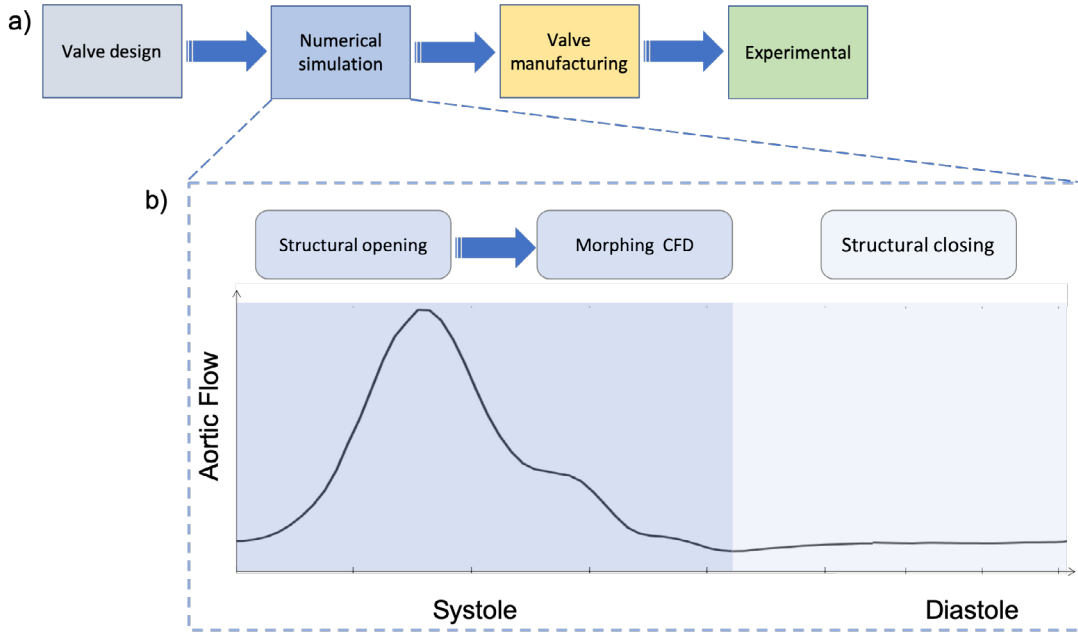 a)
Valve design
Numerical
simulation
Valve
manufacturing
Experimental
b)
Structural opening
Morphing CFD
Structural closing
Aortic Flow
Systole
Diastole